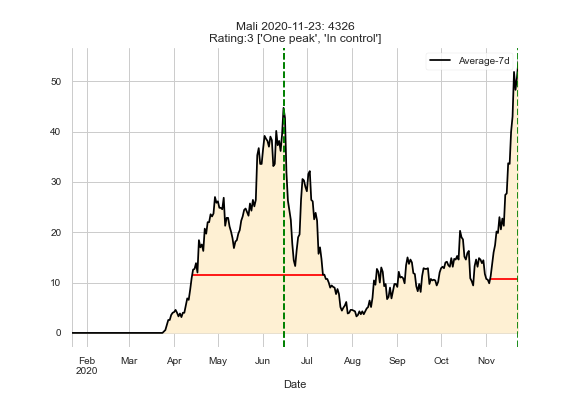 Mali 2020-11-23: 4326
Rating:3 ['One peak', 'In control']
Average-7d
50
40
30
20
10
0
Feb Mar Apr May Jun Jul Aug Sep Oct Nov
2020
Date